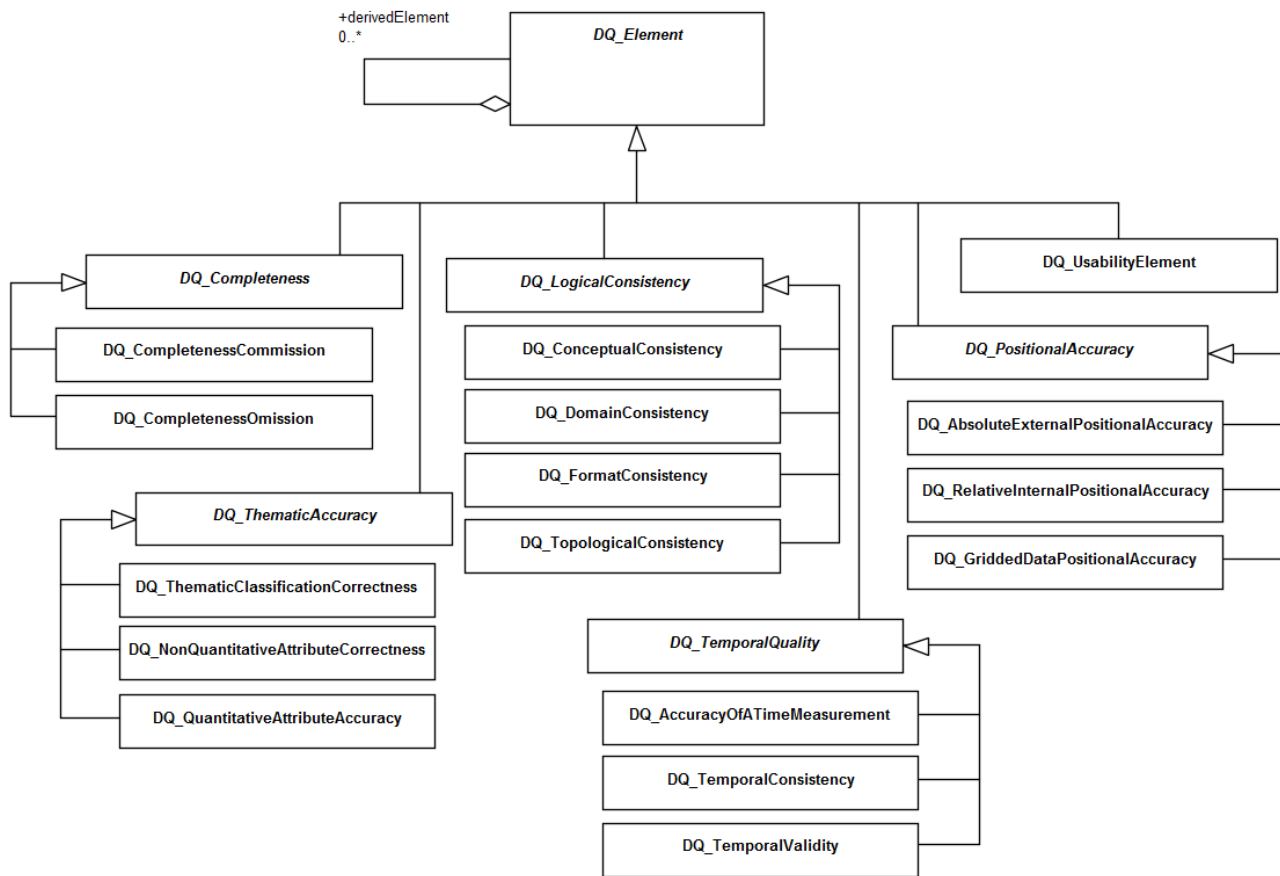 +derivedElement
0..*
DQ_Element
DQ_Completeness
DQ_CompletenessCommission
DQ_CompletenessOmission
DQ_ThematicAccuracy
DQ_ThematicClassificationCorrectness
DQ_NonQuantitativeAttributeCorrectness
DQ_QuantitativeAttributeAccuracy
DQ_LogicalConsistency
DQ_ConceptualConsistency
DQ_DomainConsistency
DQ_FormatConsistency
DQ_TopologicalConsistency
DQ_TemporalQuality
DQ_AccuracyOfATimeMeasurement
DQ_TemporalConsistency
DQ_TemporalValidity
DQ_UsabilityElement
DQ_PositionalAccuracy
DQ_AbsoluteExternalPositionalAccuracy
DQ_RelativeInternalPositionalAccuracy
DQ_GriddedDataPositionalAccuracy